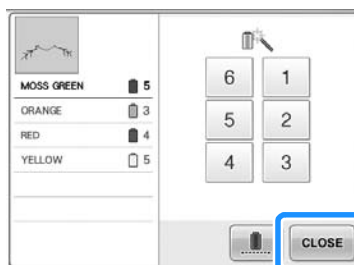 MOSS GREEN 5
ORANGE 3
RED 4
YELLOW 5
6 1
5 2
4 3
CLOSE